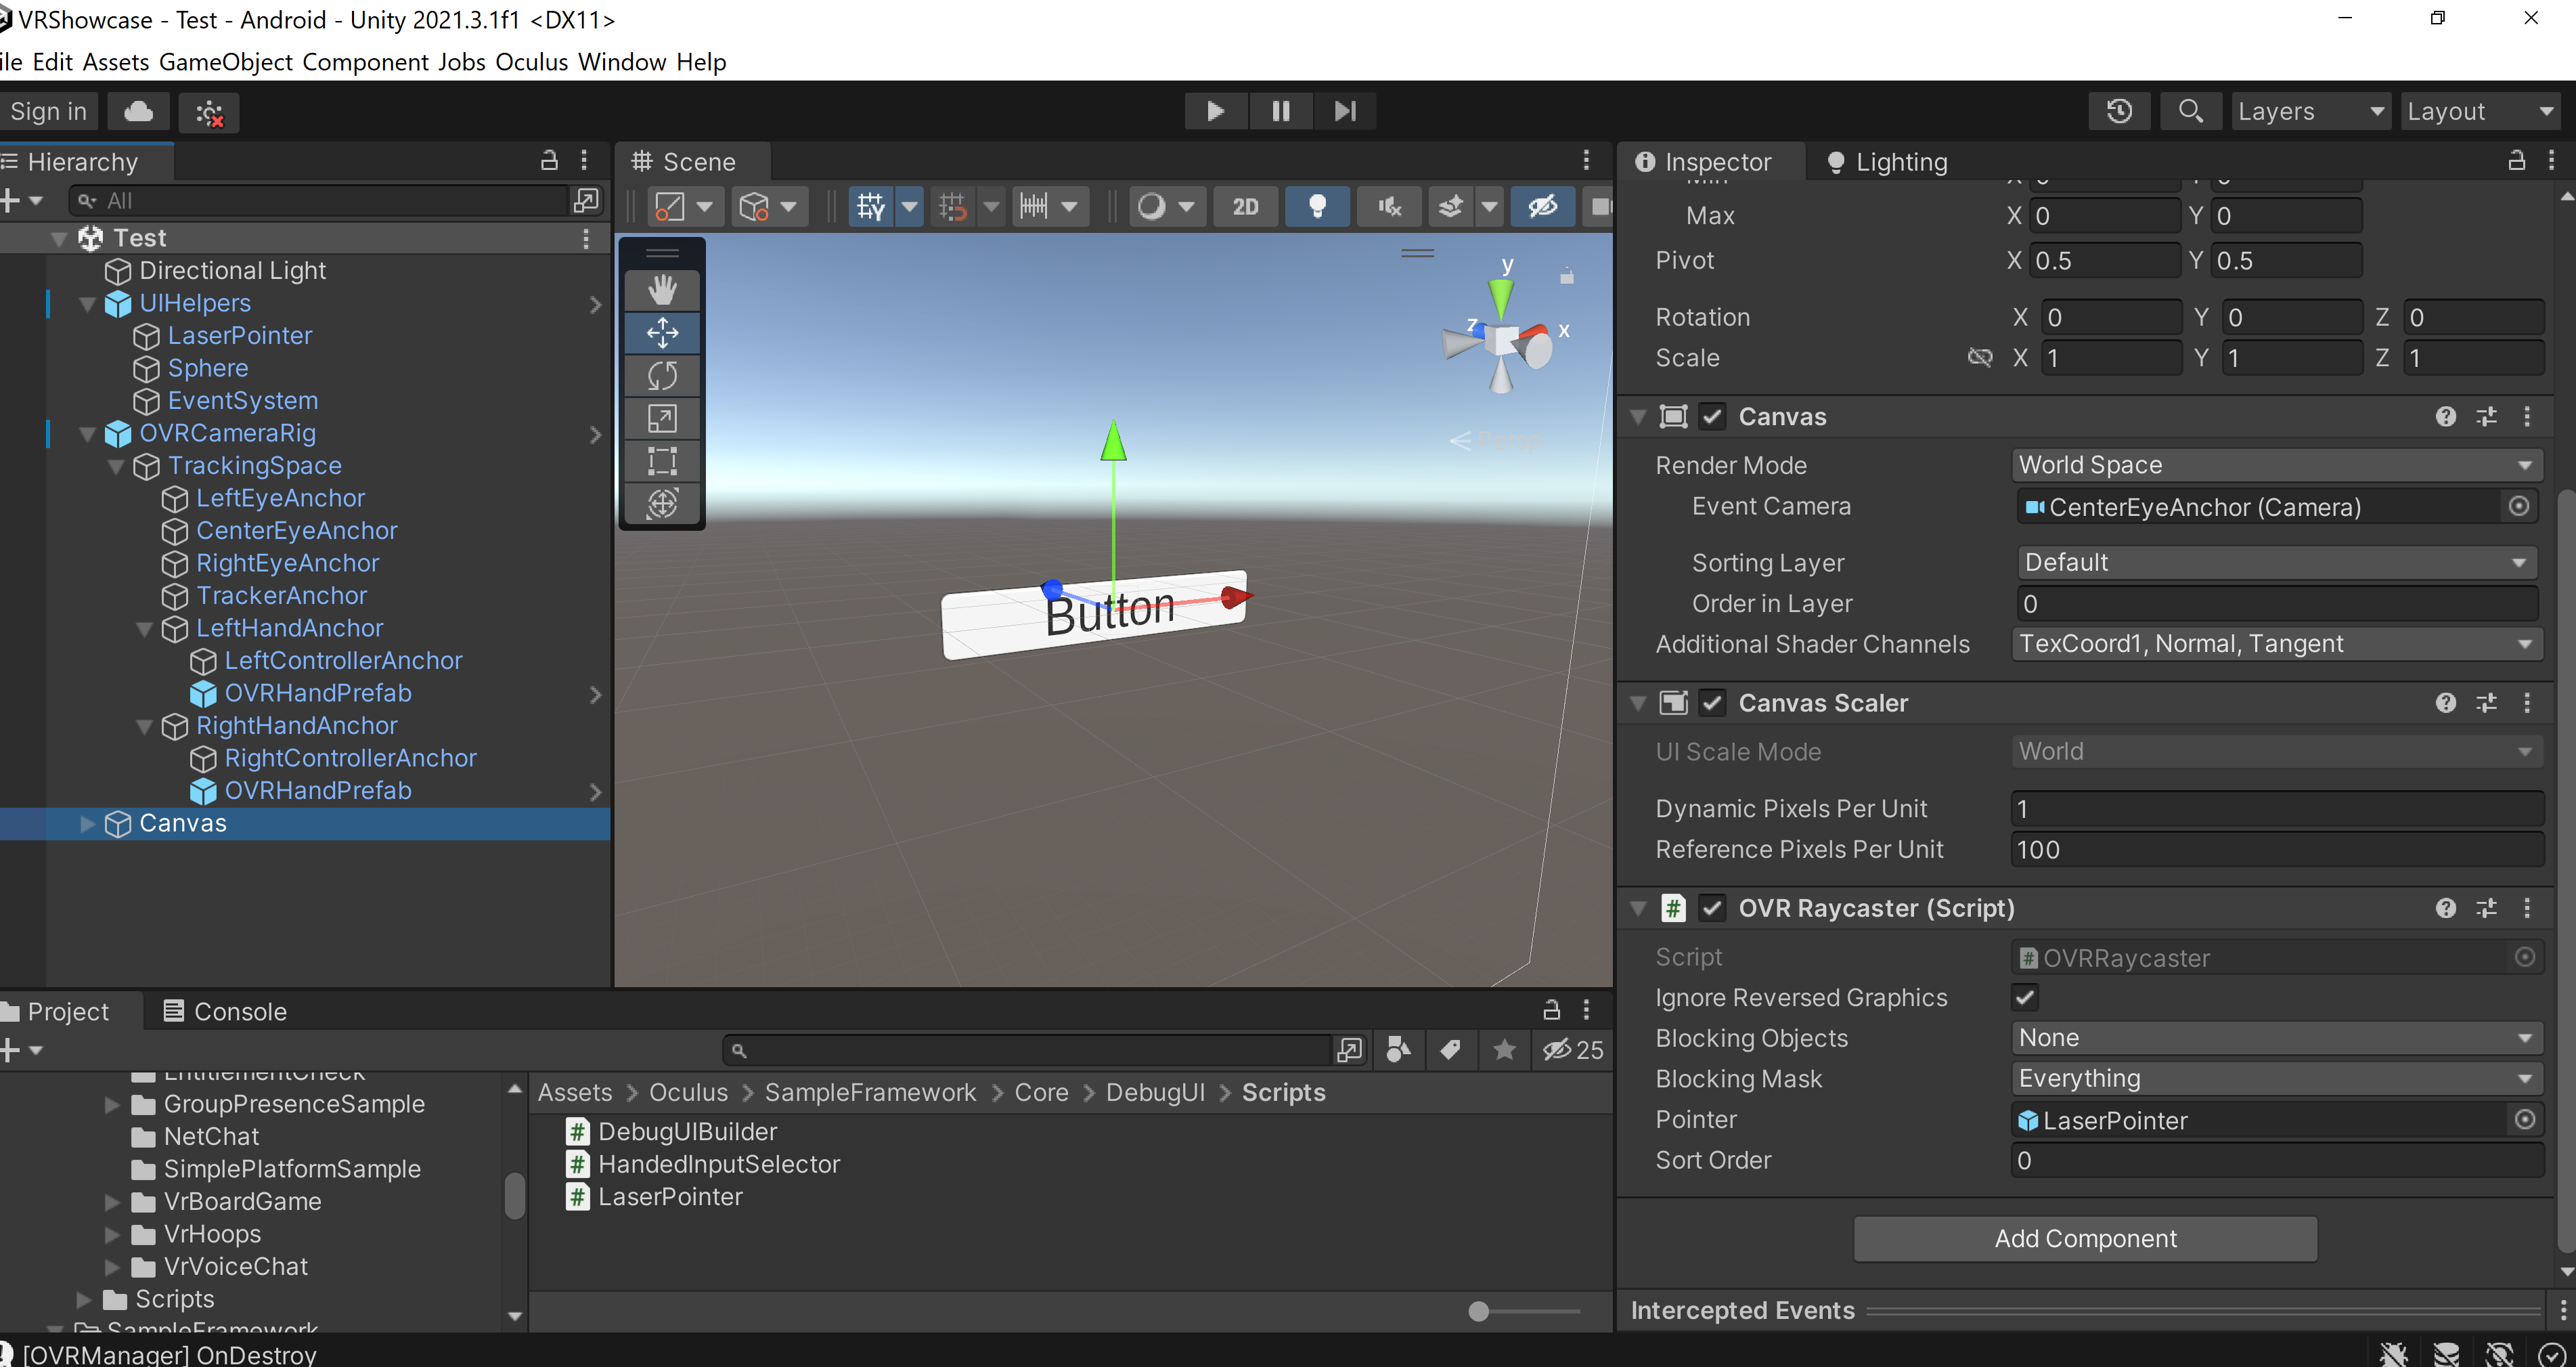 VRShowcase - Test - Android - Unity 2021.3.1f1 <DX11>
ile Edit Assets GameObject Component Jobs Oculus Window Help
Sign in
Layers
Layout
Hierarchy
All
Test
Directional Light
UIHelpers
LaserPointer
Sphere
EventSystem
OVRCameraRig
TrackingSpace
LeftEyeAnchor
CenterEyeAnchor
RightEyeAnchor
TrackerAnchor
LeftHandAnchor
LeftControllerAnchor
OVRHandPrefab
RightHandAnchor
RightControllerAnchor
OVRHandPrefab
Canvas
Scene
2D
y
z
x
Persp
Button
Project
Console
25
EntitlementCheck
GroupPresenceSample
NetChat
SimplePlatformSample
VrBoardGame
VrHoops
VrVoiceChat
Scripts
SampleFramework
Assets > Oculus > SampleFramework > Core > DebugUI > Scripts
DebugUIBuilder
HandedInputSelector
LaserPointer
Inspector
Lighting
Max X 0 Y 0
Pivot X 0.5 Y 0.5
Rotation X 0 Y 0 Z 0
Scale X 1 Y 1 Z 1
Canvas
Render Mode World Space
Event Camera CenterEyeAnchor (Camera)
Sorting Layer Default
Order in Layer 0
Additional Shader Channels TexCoord1, Normal, Tangent
Canvas Scaler
UI Scale Mode World
Dynamic Pixels Per Unit 1
Reference Pixels Per Unit 100
# OVR Raycaster (Script)
Script # OVRRaycaster
Ignore Reversed Graphics
Blocking Objects None
Blocking Mask Everything
Pointer LaserPointer
Sort Order 0
Add Component
Intercepted Events
[OVRManager] OnDestroy